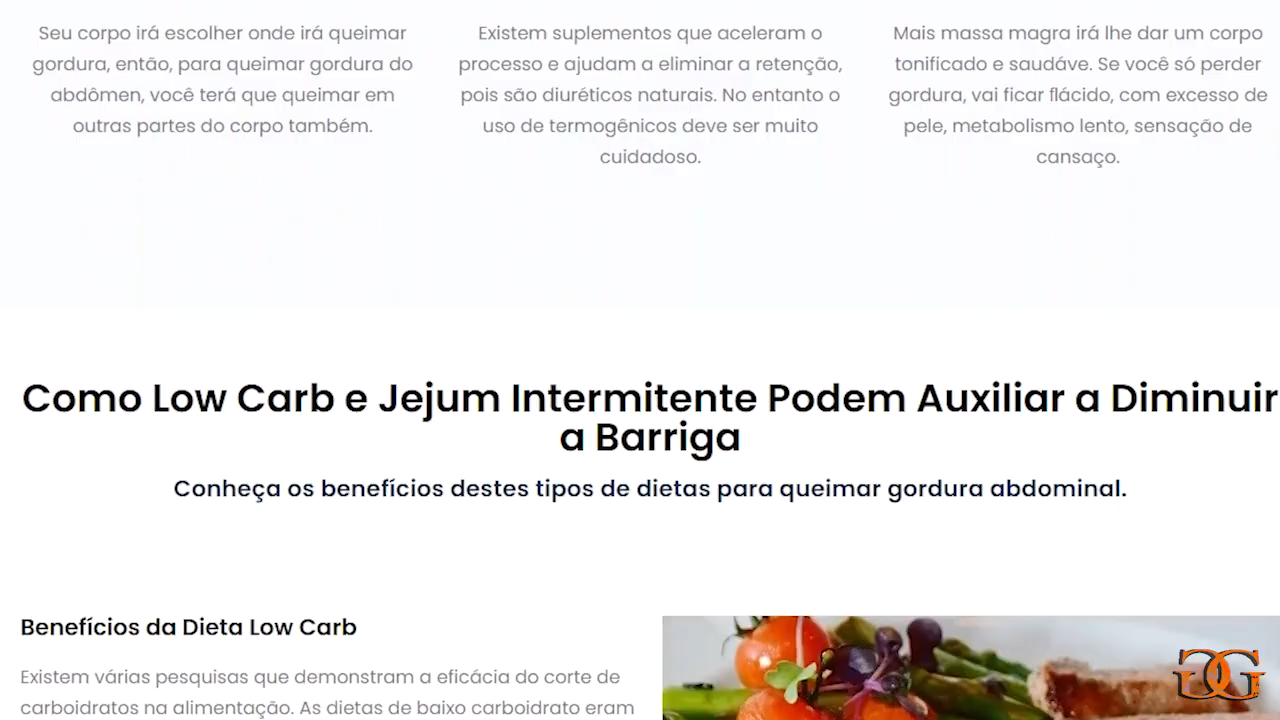 Seu corpo irá escolher onde irá queimar
gordura, então, para queimar gordura do
abdômen, você terá que queimar em
outras partes do corpo também.
Existem suplementos que aceleram o
processo e ajudam a eliminar a retenção,
pois são diuréticos naturais. No entanto o
uso de termogênicos deve ser muito
cuidadoso.
Mais massa magra irá lhe dar um corpo
tonificado e saudáve. Se você só perder
gordura, vai ficar flácido, com excesso de
pele, metabolismo lento, sensação de
cansaço.
Como Low Carb e Jejum Intermitente Podem Auxiliar a Diminuir
a Barriga
Conheça os benefícios destes tipos de dietas para queimar gordura abdominal.
Benefícios da Dieta Low Carb
Existem várias pesquisas que demonstram a eficácia do corte de
carboidratos na alimentação. As dietas de baixo carboidrato eram
GG